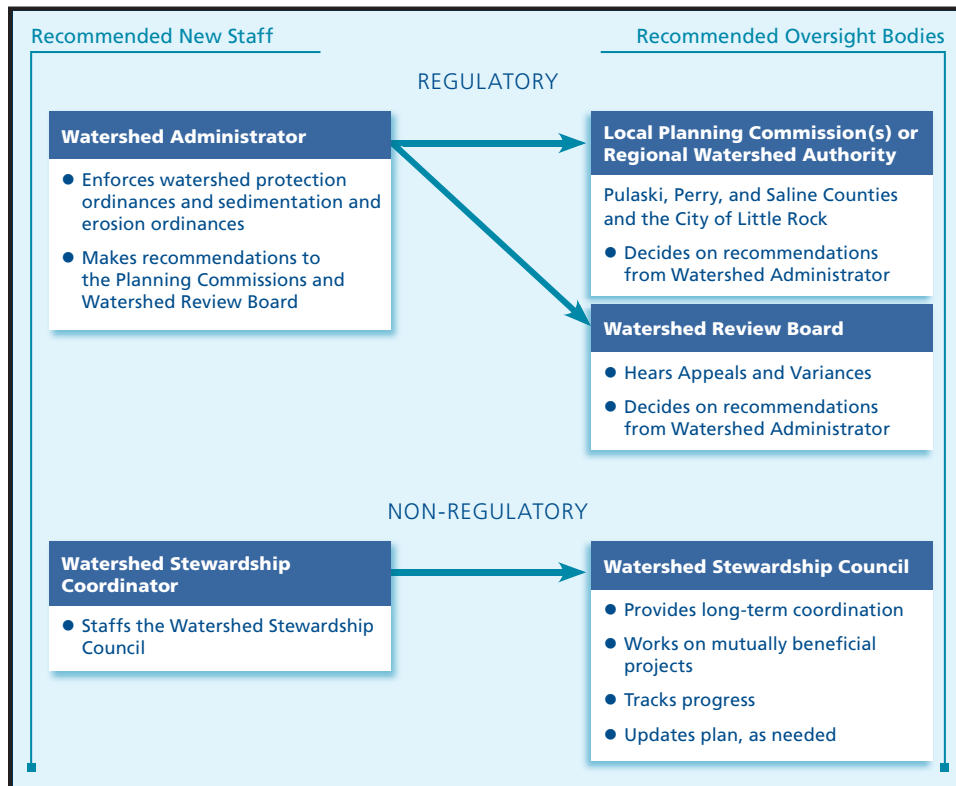 Recommended New Staff
Recommended Oversight Bodies
REGULATORY
Watershed Administrator
● Enforces watershed protection
ordinances and sedimentation and
erosion ordinances
● Makes recommendations to
the Planning Commissions and
Watershed Review Board
Local Planning Commission(s) or
Regional Watershed Authority
Pulaski, Perry, and Saline Counties
and the City of Little Rock
● Decides on recommendations
from Watershed Administrator
Watershed Review Board
● Hears Appeals and Variances
● Decides on recommendations
from Watershed Administrator
NON-REGULATORY
Watershed Stewardship
Coordinator
● Staffs the Watershed Stewardship
Council
Watershed Stewardship Council
● Provides long-term coordination
● Works on mutually beneficial
projects
● Tracks progress
● Updates plan, as needed